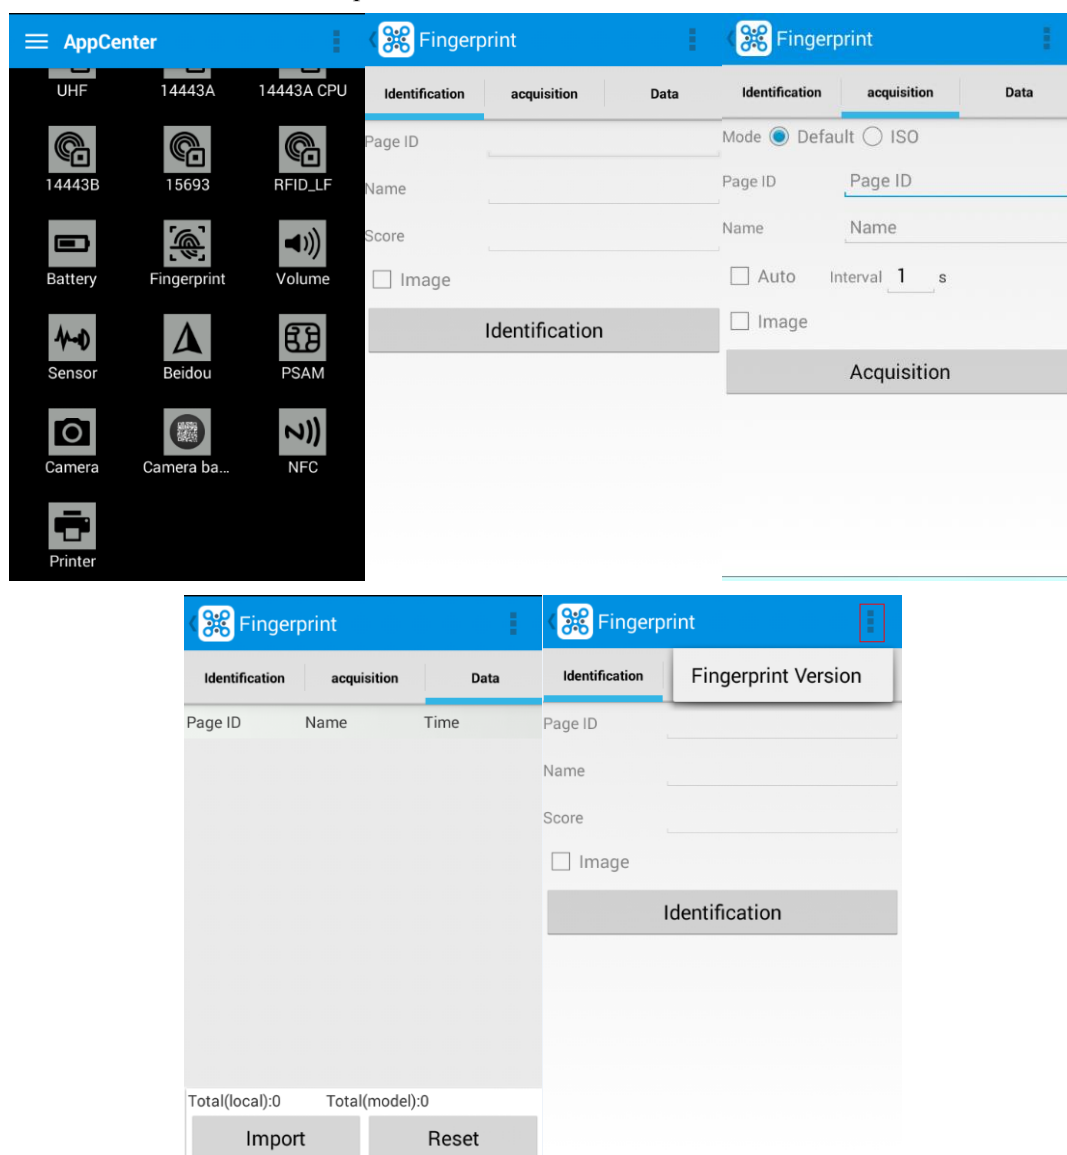 AppCenter
UHF 14443A 14443A CPU
14443B 15693 RFID_LF
Battery Fingerprint Volume
Sensor Beidou PSAM
Camera Camera ba... NFC
Printer
Fingerprint
Identification acquisition Data
Page ID
Name
Score
Image
Identification
Fingerprint
Identification acquisition Data
Mode Default ISO
Page ID Page ID
Name Name
Auto Interval 1 s
Image
Acquisition
Fingerprint
Identification acquisition Data
Page ID Name Time
Total(local):0 Total(model):0
Import Reset
Fingerprint
Identification Fingerprint Version
Page ID
Name
Score
Image
Identification